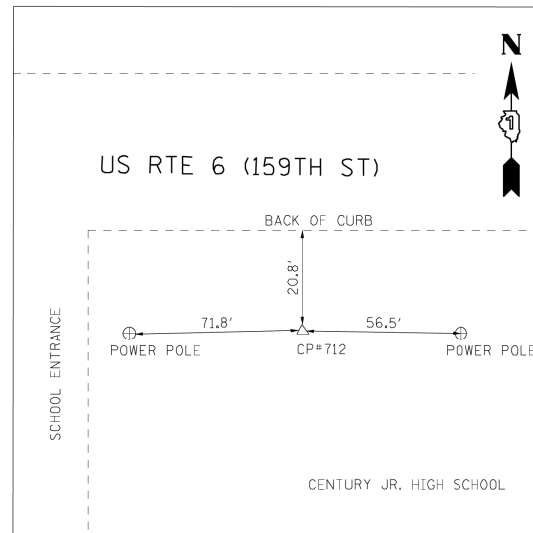 N
US RTE 6 (159TH ST)
BACK OF CURB
20.8'
71.8'
56.5'
POWER POLE
CP#712
POWER POLE
SCHOOL ENTRANCE
CENTURY JR. HIGH SCHOOL